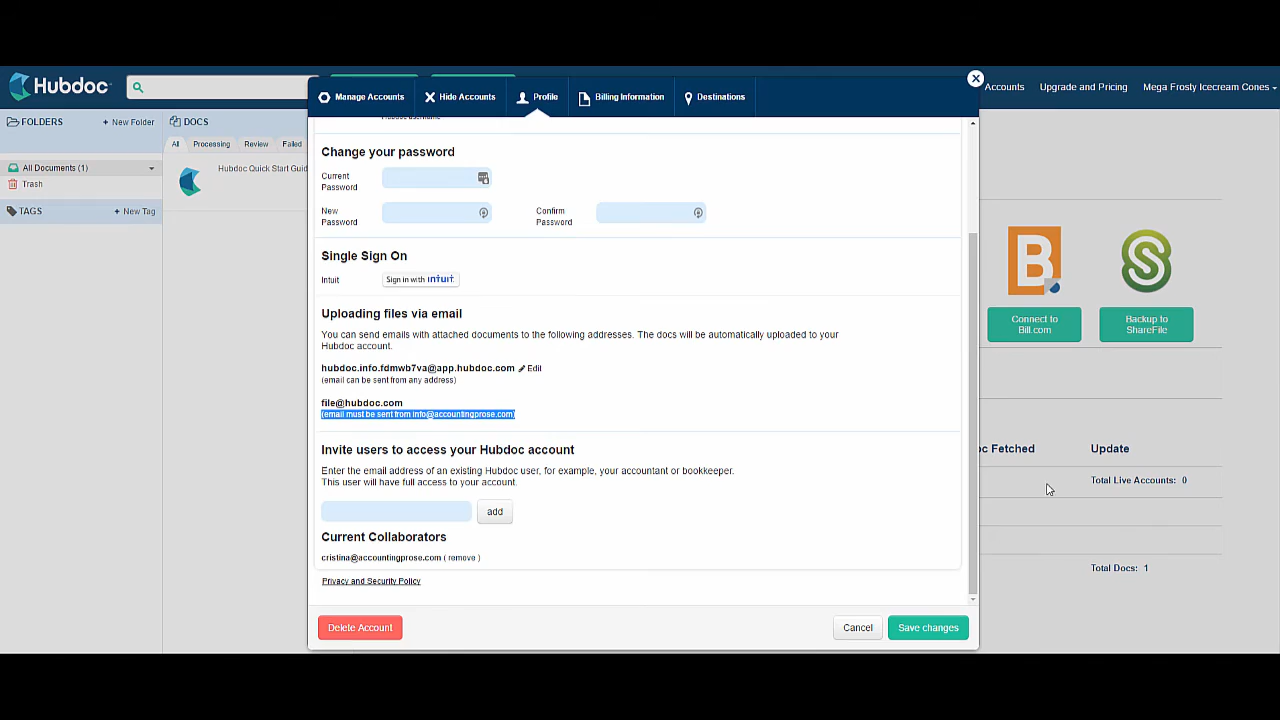 Hubdoc
Accounts
Upgrade and Pricing
Mega Frosty Icecream Cones
Manage Accounts
Hide Accounts
Profile
Billing Information
Destinations
FOLDERS
+ New Folder
DOCS
All
Processing
Review
Failed
All Documents (1)
Trash
Hubdoc Quick Start Guid
TAGS
+ New Tag
Hubdoc username
Change your password
Current
Password
New
Password
Confirm
Password
Single Sign On
Intuit
Sign in with intuit.
Uploading files via email
You can send emails with attached documents to the following addresses. The docs will be automatically uploaded to your
Hubdoc account.
hubdoc.info.fdmwb7va@app.hubdoc.com Edit
(email can be sent from any address)
file@hubdoc.com
(email must be sent from info@accountingprose.com)
Invite users to access your Hubdoc account
Enter the email address of an existing Hubdoc user, for example, your accountant or bookkeeper.
This user will have full access to your account.
add
Current Collaborators
cristina@accountingprose.com ( remove )
Privacy and Security Policy
Delete Account
Cancel
Save changes
B
S
Connect to
Bill.com
Backup to
ShareFile
oc Fetched
Update
Total Live Accounts: 0
Total Docs: 1